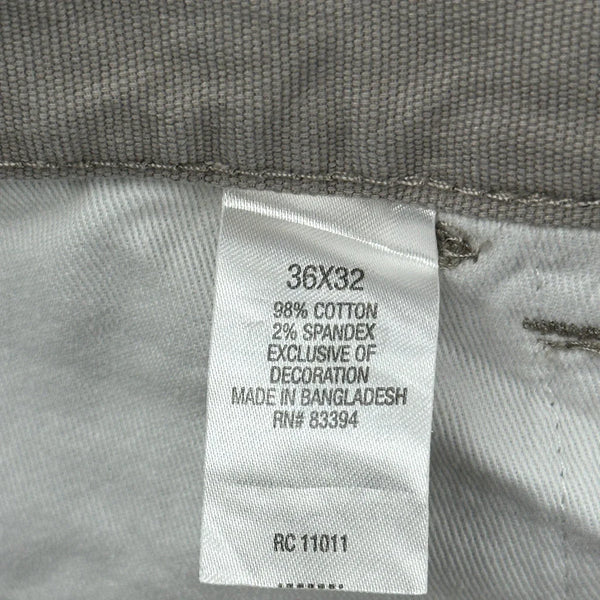 36X32
98% COTTON
2% SPANDEX
EXCLUSIVE OF
DECORATION
MADE IN BANGLADESH
RN# 83394
RC 11011